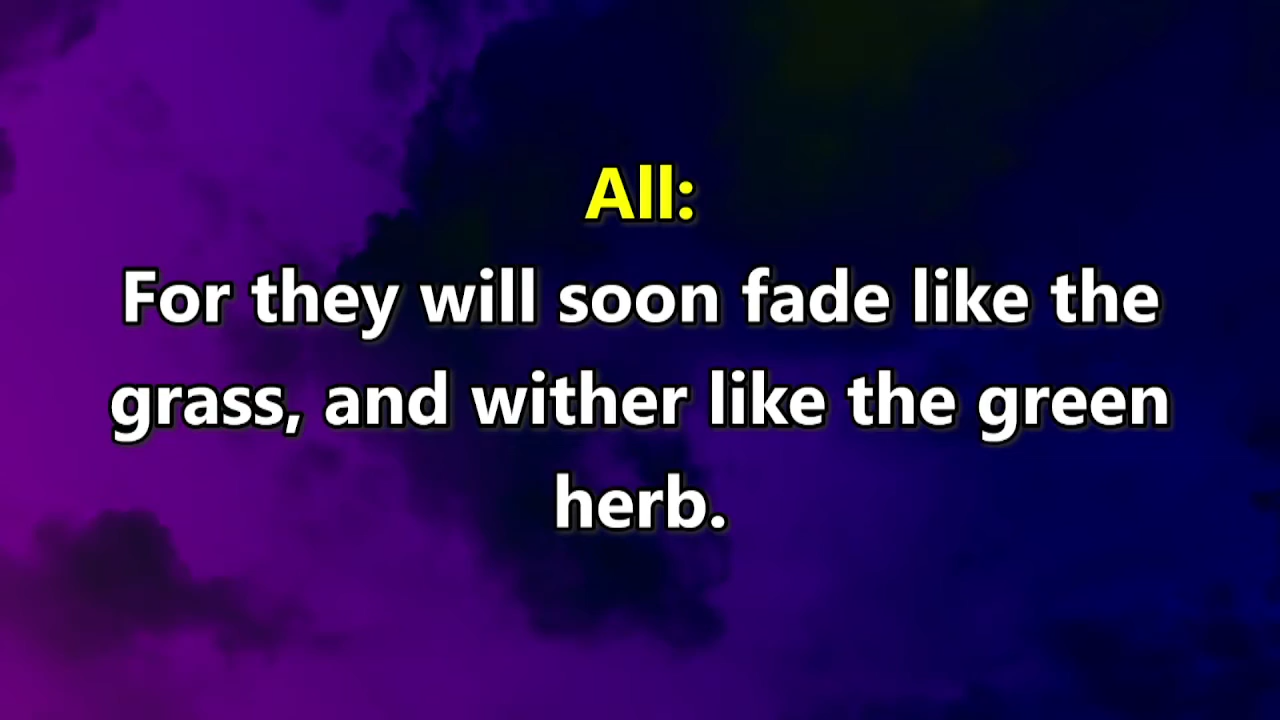 All:
For they will soon fade like the
grass, and wither like the green
herb.